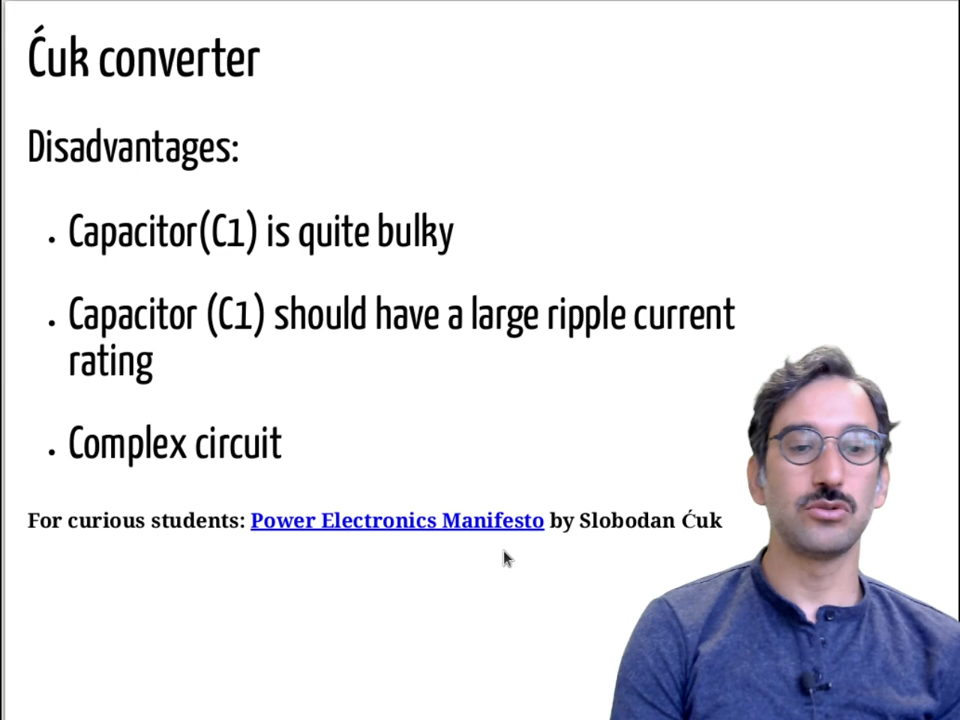 Ćuk converter
Disadvantages:
• Capacitor(C1) is quite bulky
• Capacitor (C1) should have a large ripple current
rating
• Complex circuit
For curious students: Power Electronics Manifesto by Slobodan Ćuk